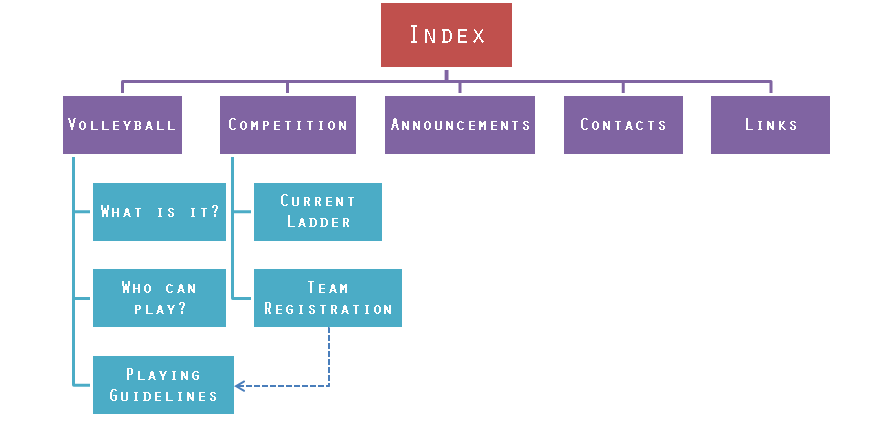 Index
Volleyball
Competition
Announcements
Contacts
Links
What is it?
Current
Ladder
Who can
play?
Team
Registration
Playing
Guidelines